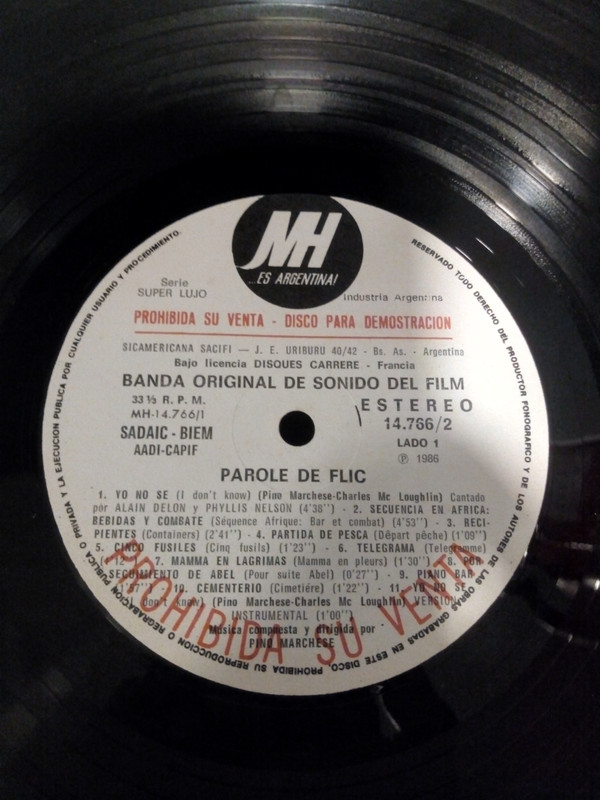 MH
...ES ARGENTINA!
Serie
SUPER LUJO
Industria Argentina
PROHIBIDA SU VENTA - DISCO PARA DEMOSTRACION
SICAMERICANA SACIFI — J. E. URIBURU 40/42 - Bs. As. - Argentina
Bajo licencia DISQUES CARRERE - Francia
BANDA ORIGINAL DE SONIDO DEL FILM
33⅓ R. P. M.
MH-14.766/1
SADAIC - BIEM
AADI-CAPIF
ESTEREO
14.766/2
LADO 1
Ⓟ 1986
PAROLE DE FLIC
1. YO NO SE (I don't know) (Pino Marchese-Charles Mc Loughlin) Cantado
por ALAIN DELON y PHYLLIS NELSON (4'38'') - 2. SECUENCIA EN AFRICA:
BEBIDAS Y COMBATE (Séquence Afrique: Bar et combat) (4'53'') - 3. RECI-
PIENTES (Containers) (2'41'') - 4. PARTIDA DE PESCA (Départ pêche) (1'09'')
5. CINCO FUSILES (Cinq fusils) (1'23'') - 6. TELEGRAMA (Telegramme)
12'' - 7. MAMMA EN LAGRIMAS (Mamma en pleurs) (1'30'') - 8. POR
SEGUIMIENTO DE ABEL (Pour suite Abel) (0'27'') - 9. PIANO BAR
57'') - 10. CEMENTERIO (Cimetiére) (1'22'') - 11. YO NO SE
(I don't know) (Pino Marchese-Charles Mc Loughlin) VERSION
INSTRUMENTAL (1'00'')
Música compuesta y dirigida por
PINO MARCHESE
PROHIBIDA SU VENTA
RESERVADO TODO DERECHO DEL PRODUCTOR FONOGRAFICO Y DE LOS AUTORES DE LAS OBRAS GRABADAS EN ESTE DISCO. PROHIBIDA SU REPRODUCCION O REGRABACION PUBLICA O PRIVADA Y LA EJECUCION PUBLICA POR CUALQUIER USUARIO Y PROCEDIMIENTO.